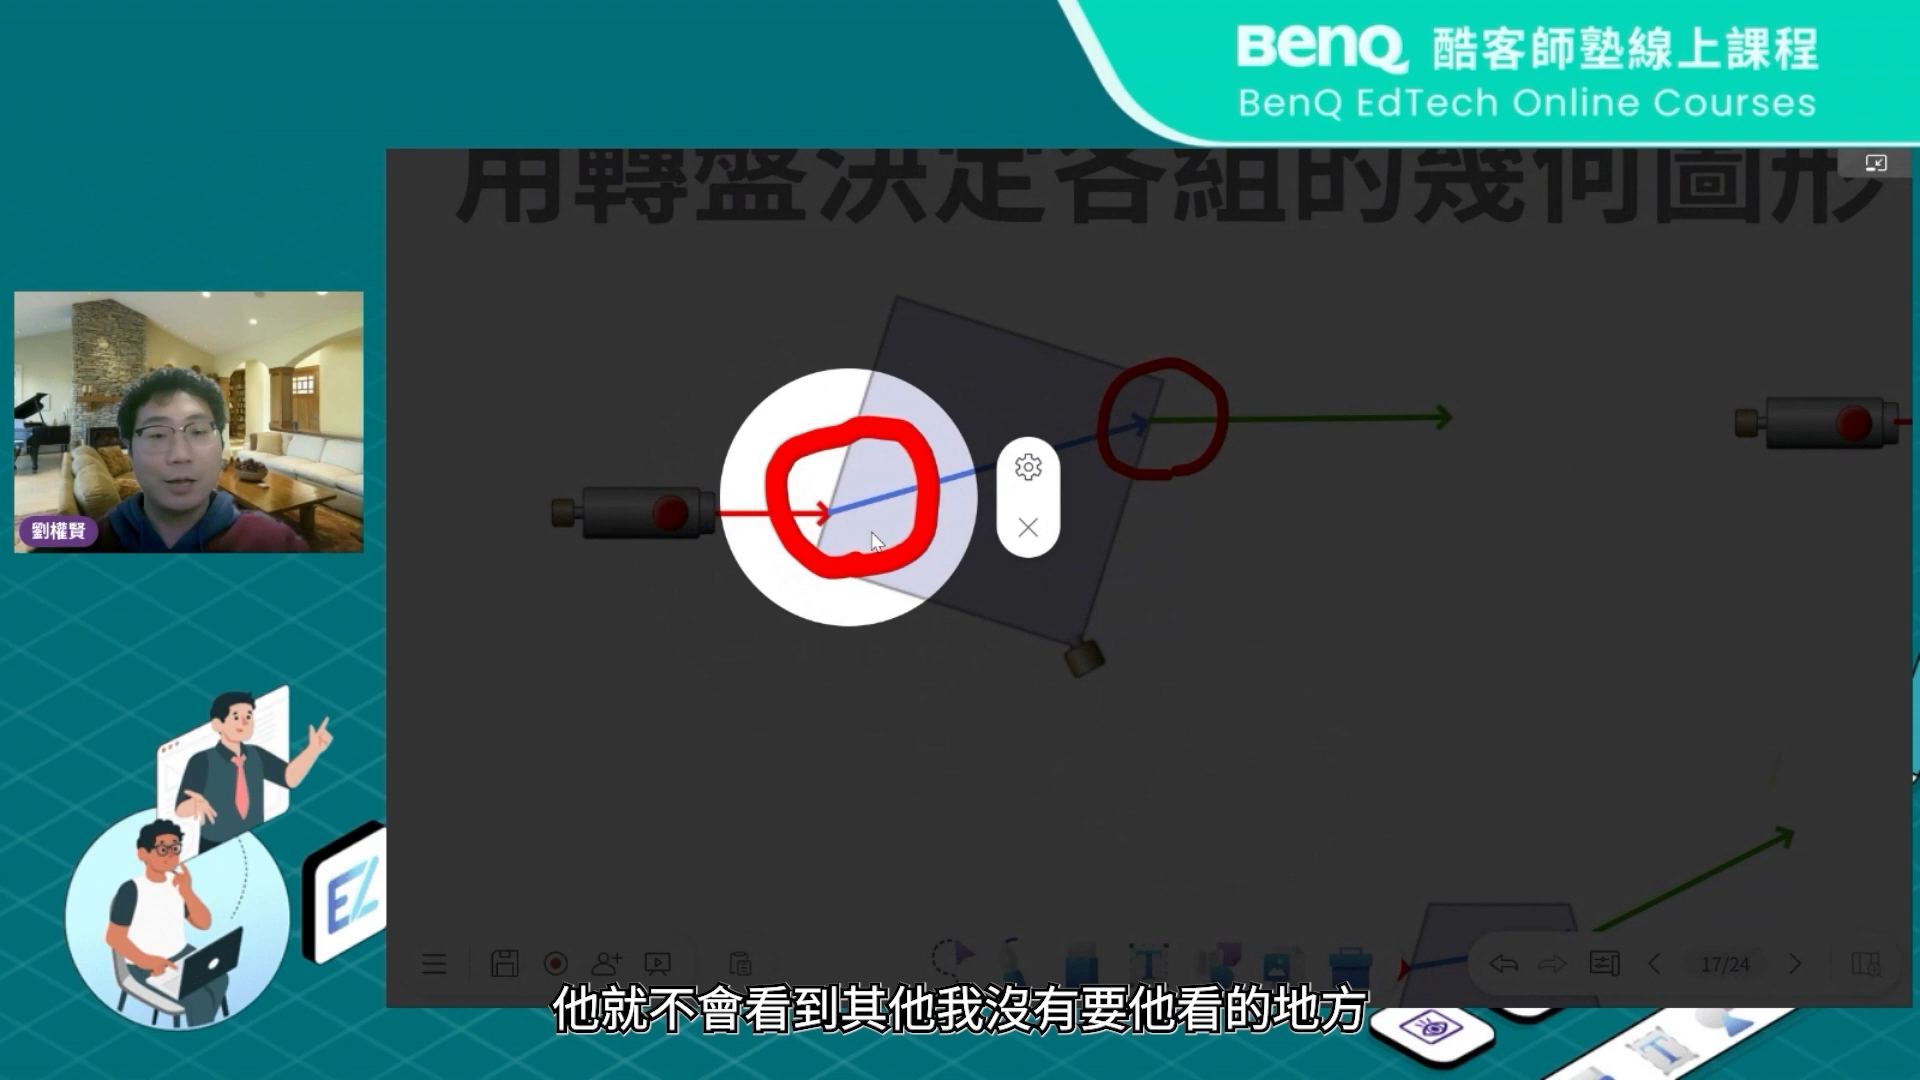 BenQ 酷客師塾線上課程
BenQ EdTech Online Courses
用轉盤決定各組的幾何圖形
劉權賢
EZ
T
17/24
他就不會看到其他我沒有要他看的地方
T